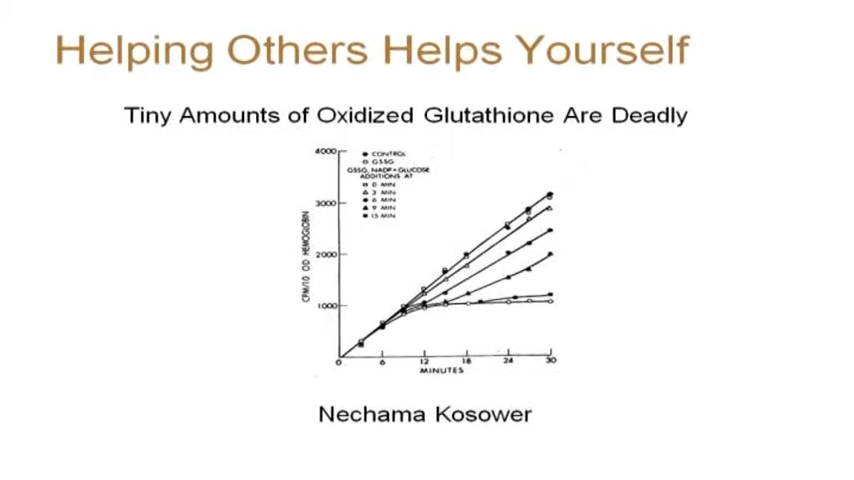 Helping Others Helps Yourself
Tiny Amounts of Oxidized Glutathione Are Deadly
4000
CONTROL
GSSG
GSSG, NADP+GLUCOSE
ADDITIONS AT
0 MIN
3 MIN
6 MIN
9 MIN
15 MIN
3000
CPM/10 OD HEMOGLOBIN
2000
1000
0 6 12 18 24 30
MINUTES
Nechama Kosower